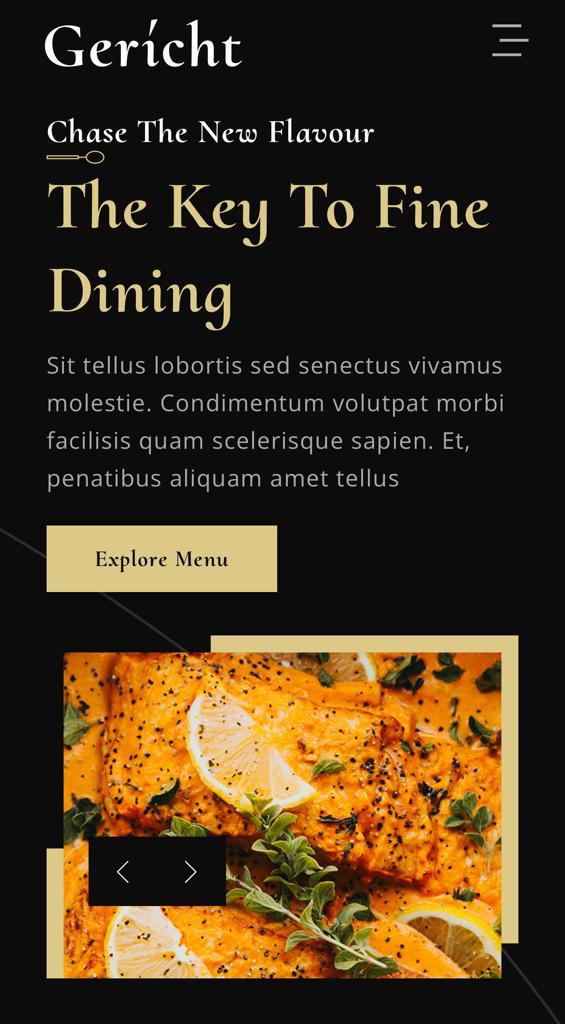 Gerícht
Chase The New Flavour
The Key To Fine
Dining
Sit tellus lobortis sed senectus vivamus
molestie. Condimentum volutpat morbi
facilisis quam scelerisque sapien. Et,
penatibus aliquam amet tellus
Explore Menu